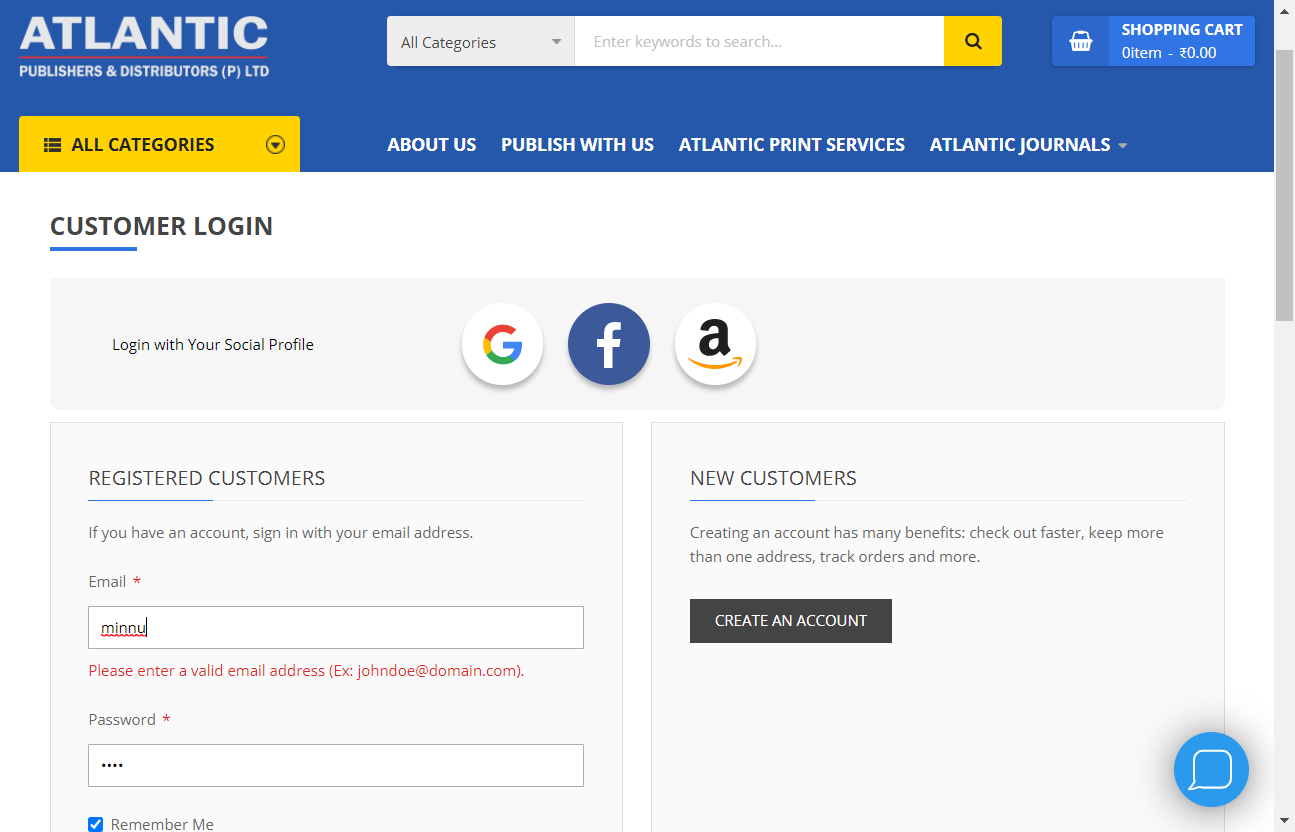 ATLANTIC
PUBLISHERS & DISTRIBUTORS (P) LTD
All Categories
Enter keywords to search...
SHOPPING CART
0item - ₹0.00
ALL CATEGORIES
ABOUT US
PUBLISH WITH US
ATLANTIC PRINT SERVICES
ATLANTIC JOURNALS
CUSTOMER LOGIN
Login with Your Social Profile
REGISTERED CUSTOMERS
If you have an account, sign in with your email address.
Email *
minnu
Please enter a valid email address (Ex: johndoe@domain.com).
Password *
••••
Remember Me
NEW CUSTOMERS
Creating an account has many benefits: check out faster, keep more
than one address, track orders and more.
CREATE AN ACCOUNT